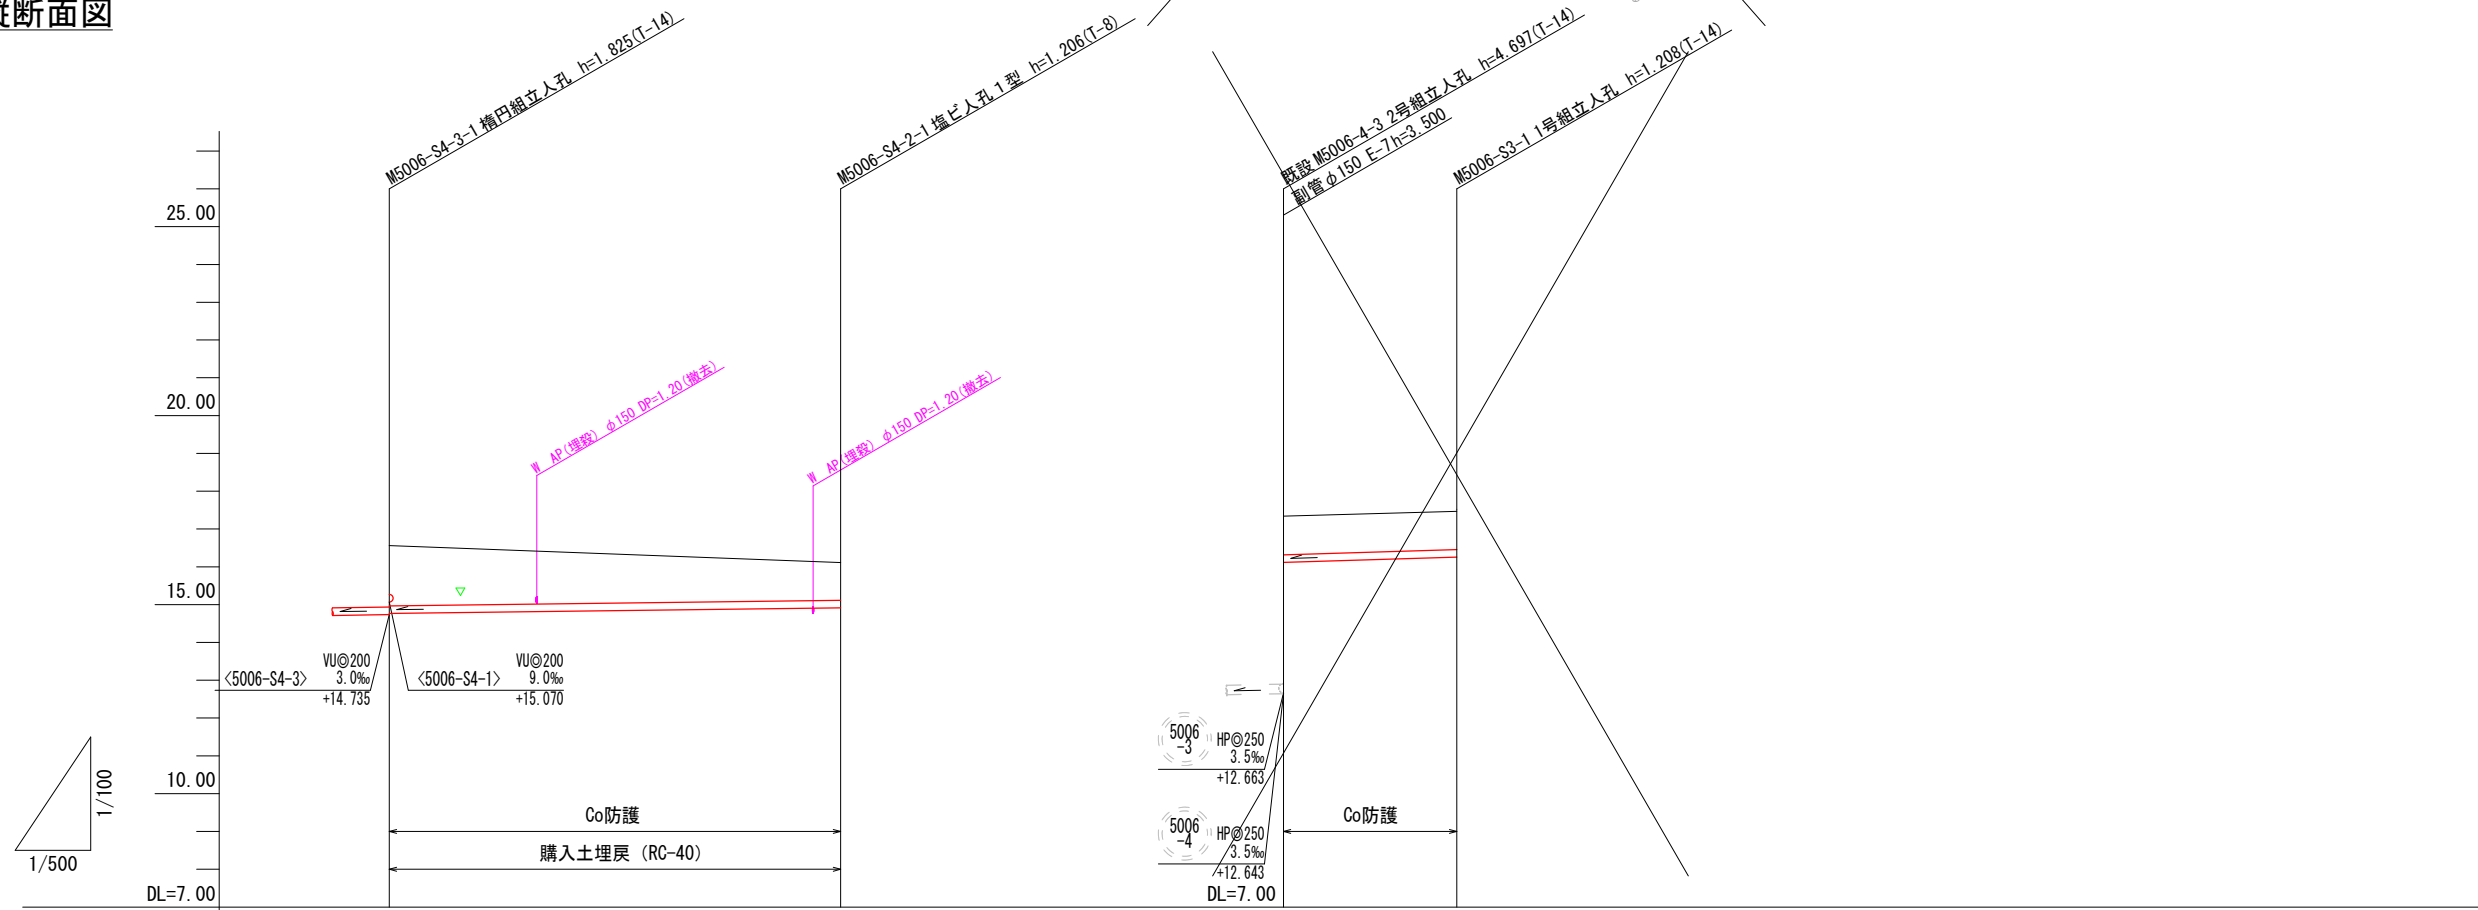 縦断面図
M5006-S4-3-1 楕円組立人孔 h=1.825(T-14)
M5006-S4-2-1 塩ビ人孔１型 h=1.206(T-8)
既設 M5006-4-3 2号組立人孔 h=4.697(T-14)
副管φ150 E-7h=3.500
M5006-S3-1 1号組立人孔 h=1.208(T-14)
25.00
20.00
15.00
10.00
DL=7.00
W AP(埋殺) φ150 DP=1.20(撤去)
W AP(埋殺) φ150 DP=1.20(撤去)
〈5006-S4-3〉
VU◎200
3.0‰
+14.735
〈5006-S4-1〉
VU◎200
9.0‰
+15.070
5006
-3
HP◎250
3.5‰
+12.663
5006
-4
HP◎250
3.5‰
+12.643
DL=7.00
Co防護
購入土埋戻（RC-40）
Co防護
1/100
1/500